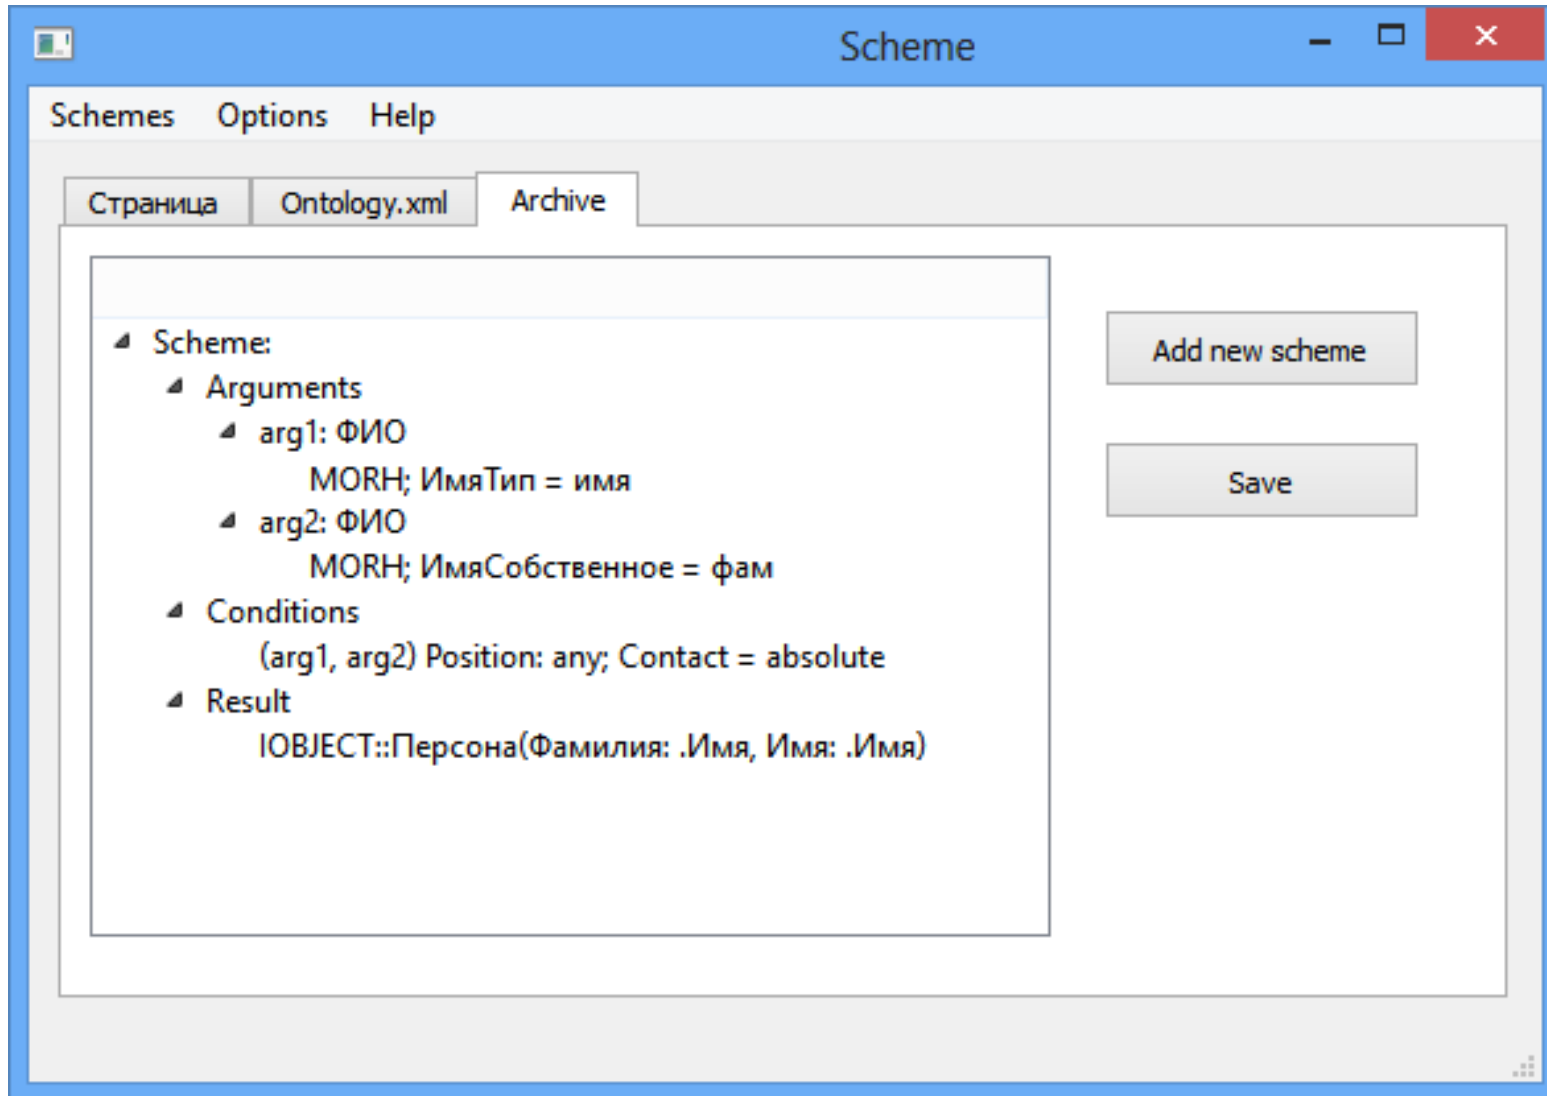 Scheme
Schemes Options Help
Страница Ontology.xml Archive
Scheme:
Arguments
arg1: ФИО
MORH; ИмяТип = имя
arg2: ФИО
MORH; ИмяСобственное = фам
Conditions
(arg1, arg2) Position: any; Contact = absolute
Result
IOBJECT::Персона(Фамилия: .Имя, Имя: .Имя)
Add new scheme
Save